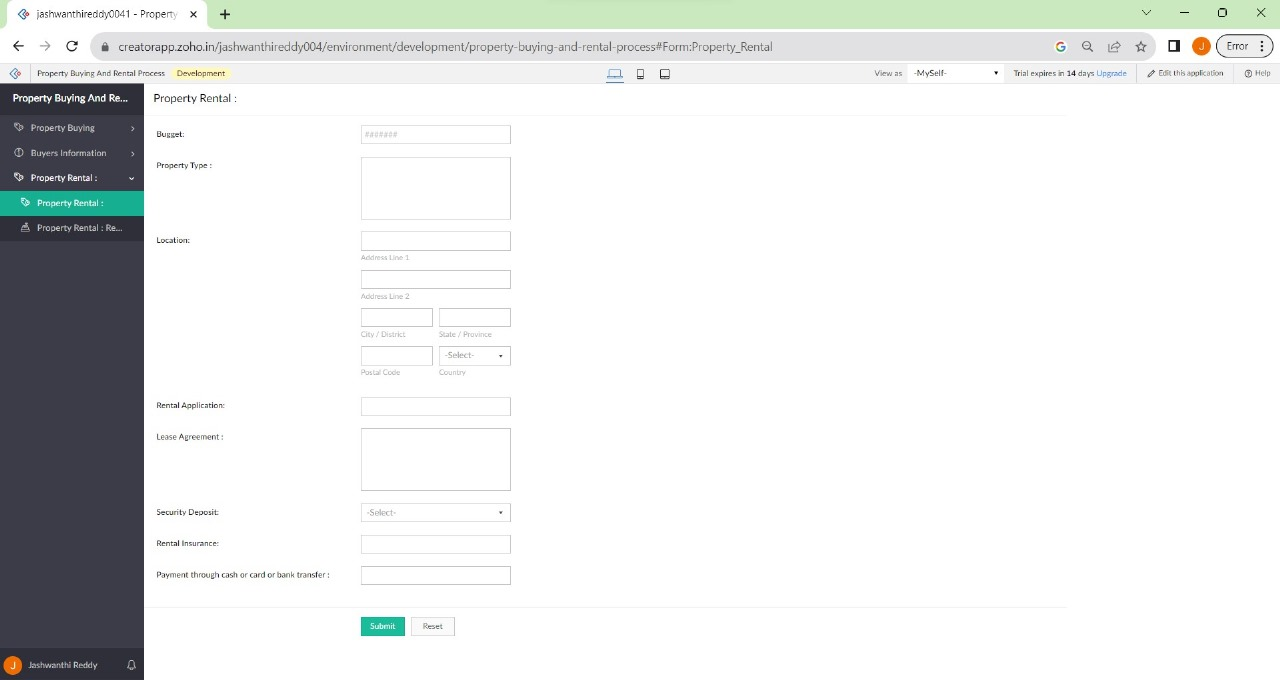 jashwanthireddy0041 - Property
creatorapp.zoho.in/jashwanthireddy004/environment/development/property-buying-and-rental-process#Form:Property_Rental
J
Error
Property Buying And Rental Process Development
View as -MySelf- Trial expires in 14 days Upgrade Edit this application Help
Property Buying And Re...
Property Buying
Buyers Information
Property Rental :
Property Rental :
Property Rental : Re...
Property Rental :
Bugget:
#######
Property Type :
Location:
Address Line 1
Address Line 2
City / District State / Province
-Select-
Postal Code Country
Rental Application:
Lease Agreement :
Security Deposit: -Select-
Rental Insurance:
Payment through cash or card or bank transfer :
Submit Reset
J Jashwanthi Reddy